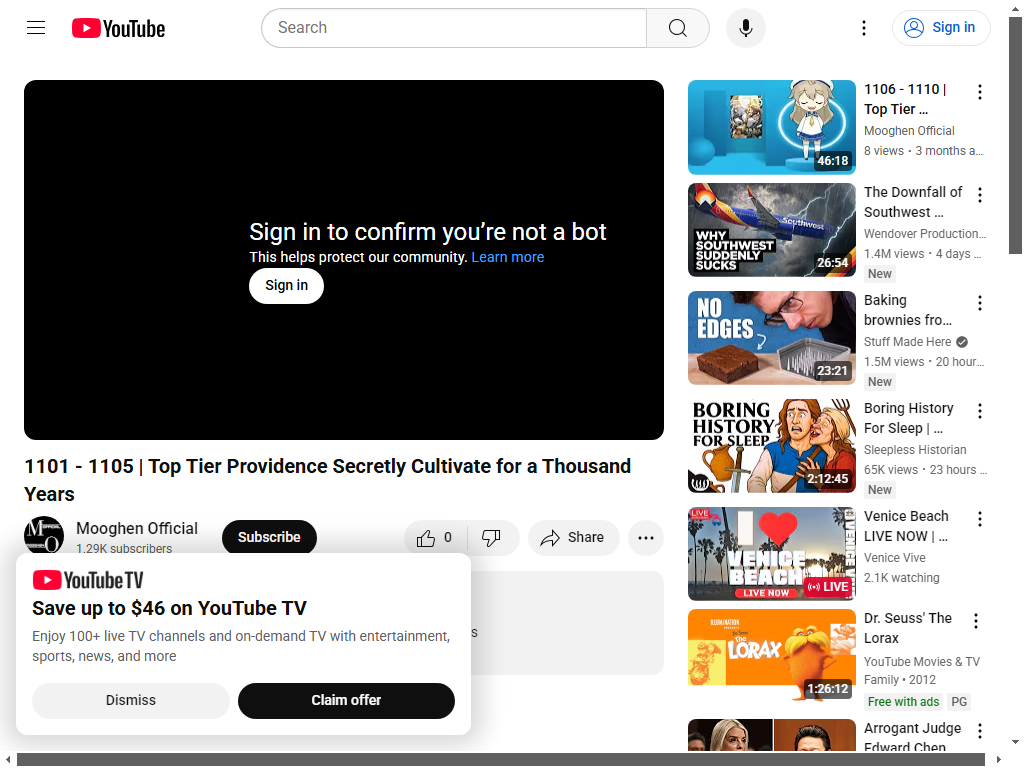 YouTube
Search
Sign in
Sign in to confirm you’re not a bot
This helps protect our community. Learn more
Sign in
1101 - 1105 | Top Tier Providence Secretly Cultivate for a Thousand
Years
Mooghen Official
1.29K subscribers
Subscribe
0
Share
s
YouTube TV
Save up to $46 on YouTube TV
Enjoy 100+ live TV channels and on-demand TV with entertainment,
sports, news, and more
Dismiss
Claim offer
46:18
1106 - 1110 |
Top Tier ...
Mooghen Official
8 views • 3 months a...
Southwest
WHY
SOUTHWEST
SUDDENLY
SUCKS
26:54
The Downfall of
Southwest ...
Wendover Production...
1.4M views • 4 days ...
New
NO
EDGES
23:21
Baking
brownies fro...
Stuff Made Here
1.5M views • 20 hour...
New
BORING
HISTORY
FOR SLEEP
2:12:45
Boring History
For Sleep | ...
Sleepless Historian
65K views • 23 hours ...
New
LIVE
I
VENICE
BEACH
LIVE NOW
LIVE
Venice Beach
LIVE NOW | ...
Venice Vive
2.1K watching
ILLUMINATION
THE LORAX
1:26:12
Dr. Seuss' The
Lorax
YouTube Movies & TV
Family • 2012
Free with ads
PG
Arrogant Judge
Edward Chen